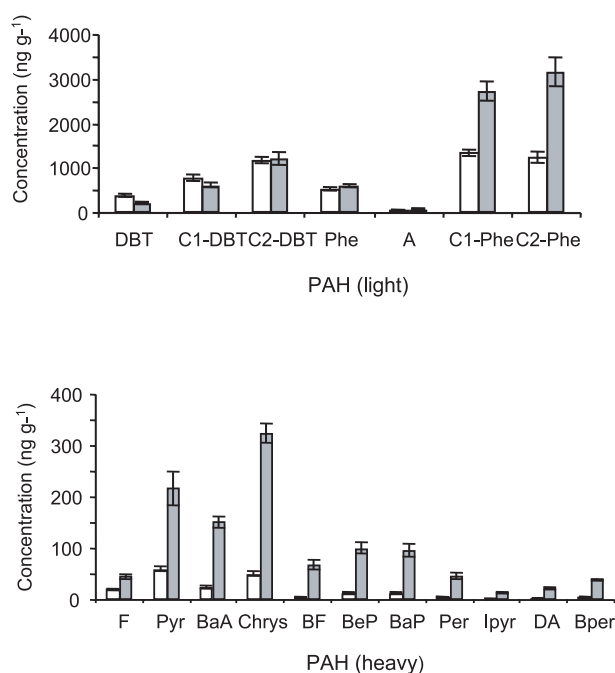 Concentration (ng g-1)
4000
3000
2000
1000
0
DBT C1-DBT C2-DBT Phe A C1-Phe C2-Phe
PAH (light)
Concentration (ng g-1)
400
300
200
100
0
F Pyr BaA Chrys BF BeP BaP Per Ipyr DA Bper
PAH (heavy)